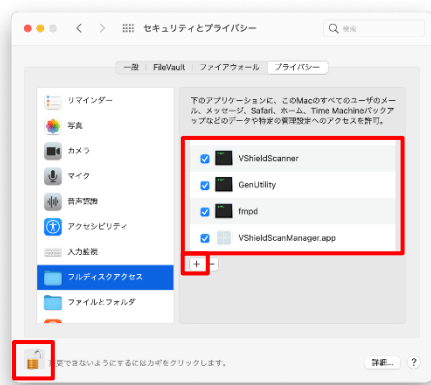 セキュリティとプライバシー
検索
一般
FileVault
ファイアウォール
プライバシー
リマインダー
写真
カメラ
マイク
音声認識
アクセシビリティ
入力監視
フルディスクアクセス
ファイルとフォルダ
下のアプリケーションに、このMacのすべてのユーザのメー
ル、メッセージ、Safari、ホーム、Time Machineバックア
ップなどのデータや特定の管理設定へのアクセスを許可。
VShieldScanner
GenUtility
fmpd
VShieldScanManager.app
+ −
変更できないようにするにはカギをクリックします。
詳細...
?